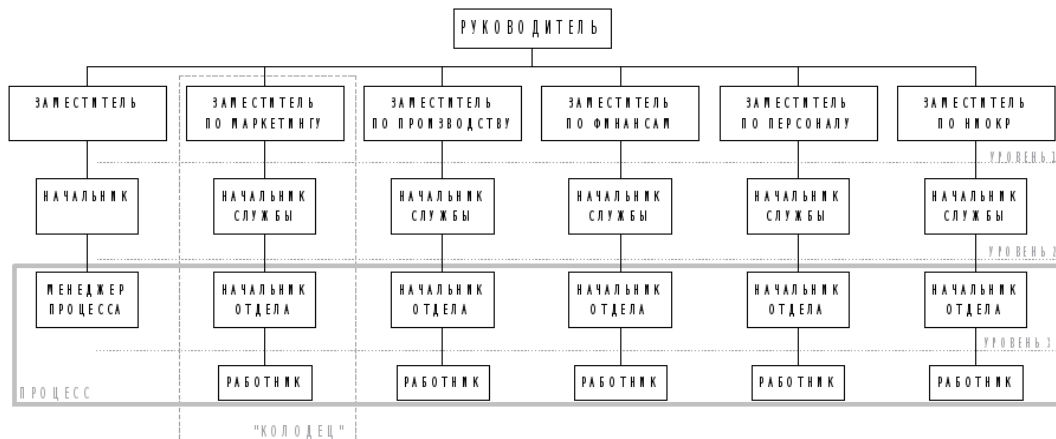 РУКОВОДИТЕЛЬ
ЗАМЕСТИТЕЛЬ
ЗАМЕСТИТЕЛЬ
ПО МАРКЕТИНГУ
ЗАМЕСТИТЕЛЬ
ПО ПРОИЗВОДСТВУ
ЗАМЕСТИТЕЛЬ
ПО ФИНАНСАМ
ЗАМЕСТИТЕЛЬ
ПО ПЕРСОНАЛУ
ЗАМЕСТИТЕЛЬ
ПО НИОКР
УРОВЕНЬ 1
НАЧАЛЬНИК
НАЧАЛЬНИК
СЛУЖБЫ
НАЧАЛЬНИК
СЛУЖБЫ
НАЧАЛЬНИК
СЛУЖБЫ
НАЧАЛЬНИК
СЛУЖБЫ
НАЧАЛЬНИК
СЛУЖБЫ
УРОВЕНЬ 2
МЕНЕДЖЕР
ПРОЦЕССА
НАЧАЛЬНИК
ОТДЕЛА
НАЧАЛЬНИК
ОТДЕЛА
НАЧАЛЬНИК
ОТДЕЛА
НАЧАЛЬНИК
ОТДЕЛА
НАЧАЛЬНИК
ОТДЕЛА
УРОВЕНЬ 3
РАБОТНИК
РАБОТНИК
РАБОТНИК
РАБОТНИК
РАБОТНИК
ПРОЦЕСС
"КОЛОДЕЦ"